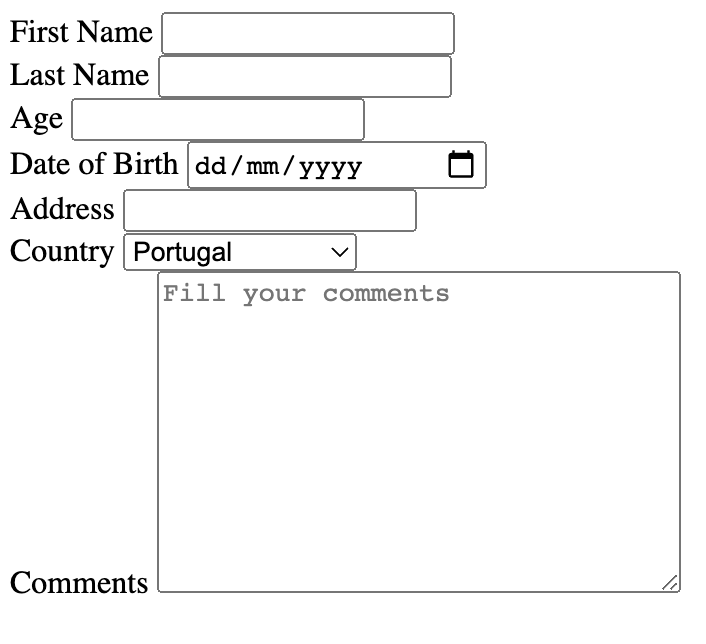 First Name
Last Name
Age
Date of Birth dd/mm/yyyy
Address
Country Portugal
Fill your comments
Comments